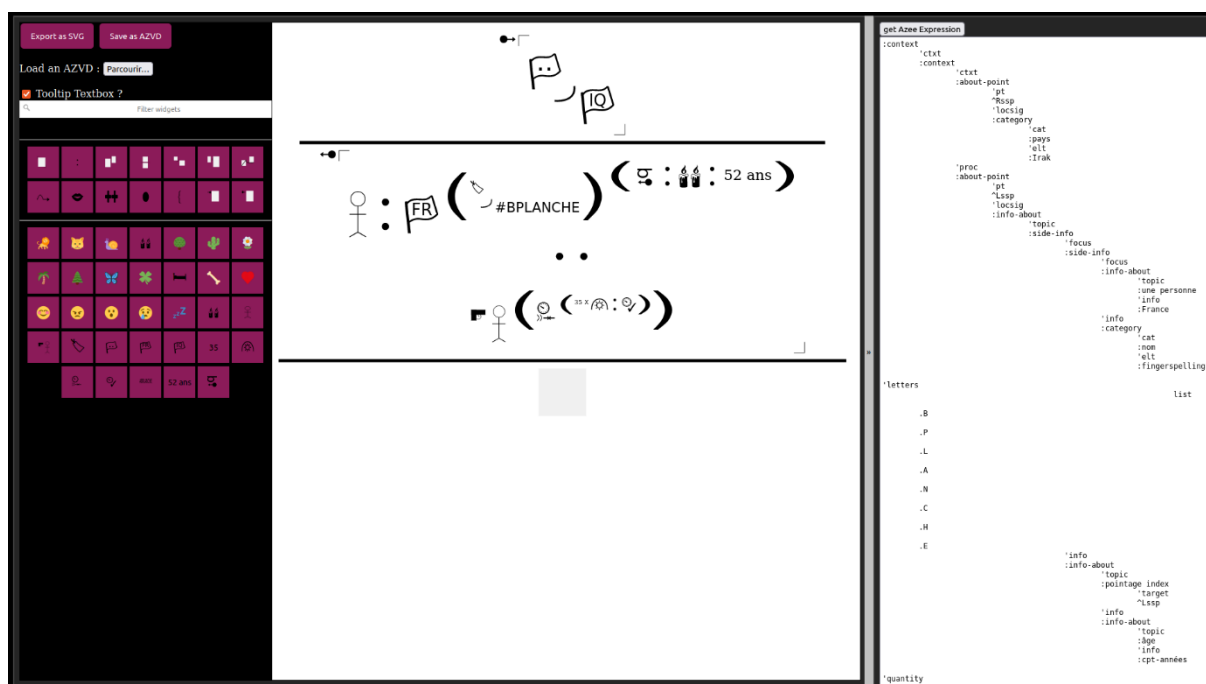 Export as SVG Save as AZVD
Load an AZVD : Parcourir...
Tooltip Textbox ?
Filter widgets
FR
FR
IQ
35
52 ans
IQ
FR
#BPLANCHE
52 ans
35 X
»
get Azee Expression
:context
'ctxt
:context
'ctxt
:about-point
'pt
^Rssp
'locsig
:category
'cat
:pays
'elt
:Irak
'proc
:about-point
'pt
^Lssp
'locsig
:info-about
'topic
:side-info
'focus
:side-info
'focus
:info-about
'topic
:une personne
'info
:France
'info
:category
'cat
:nom
'elt
:fingerspelling
'letters
list
.B
.P
.L
.A
.N
.C
.H
.E
'info
:info-about
'topic
:pointage index
'target
^Lssp
'info
:info-about
'topic
:âge
'info
:cpt-années
'quantity